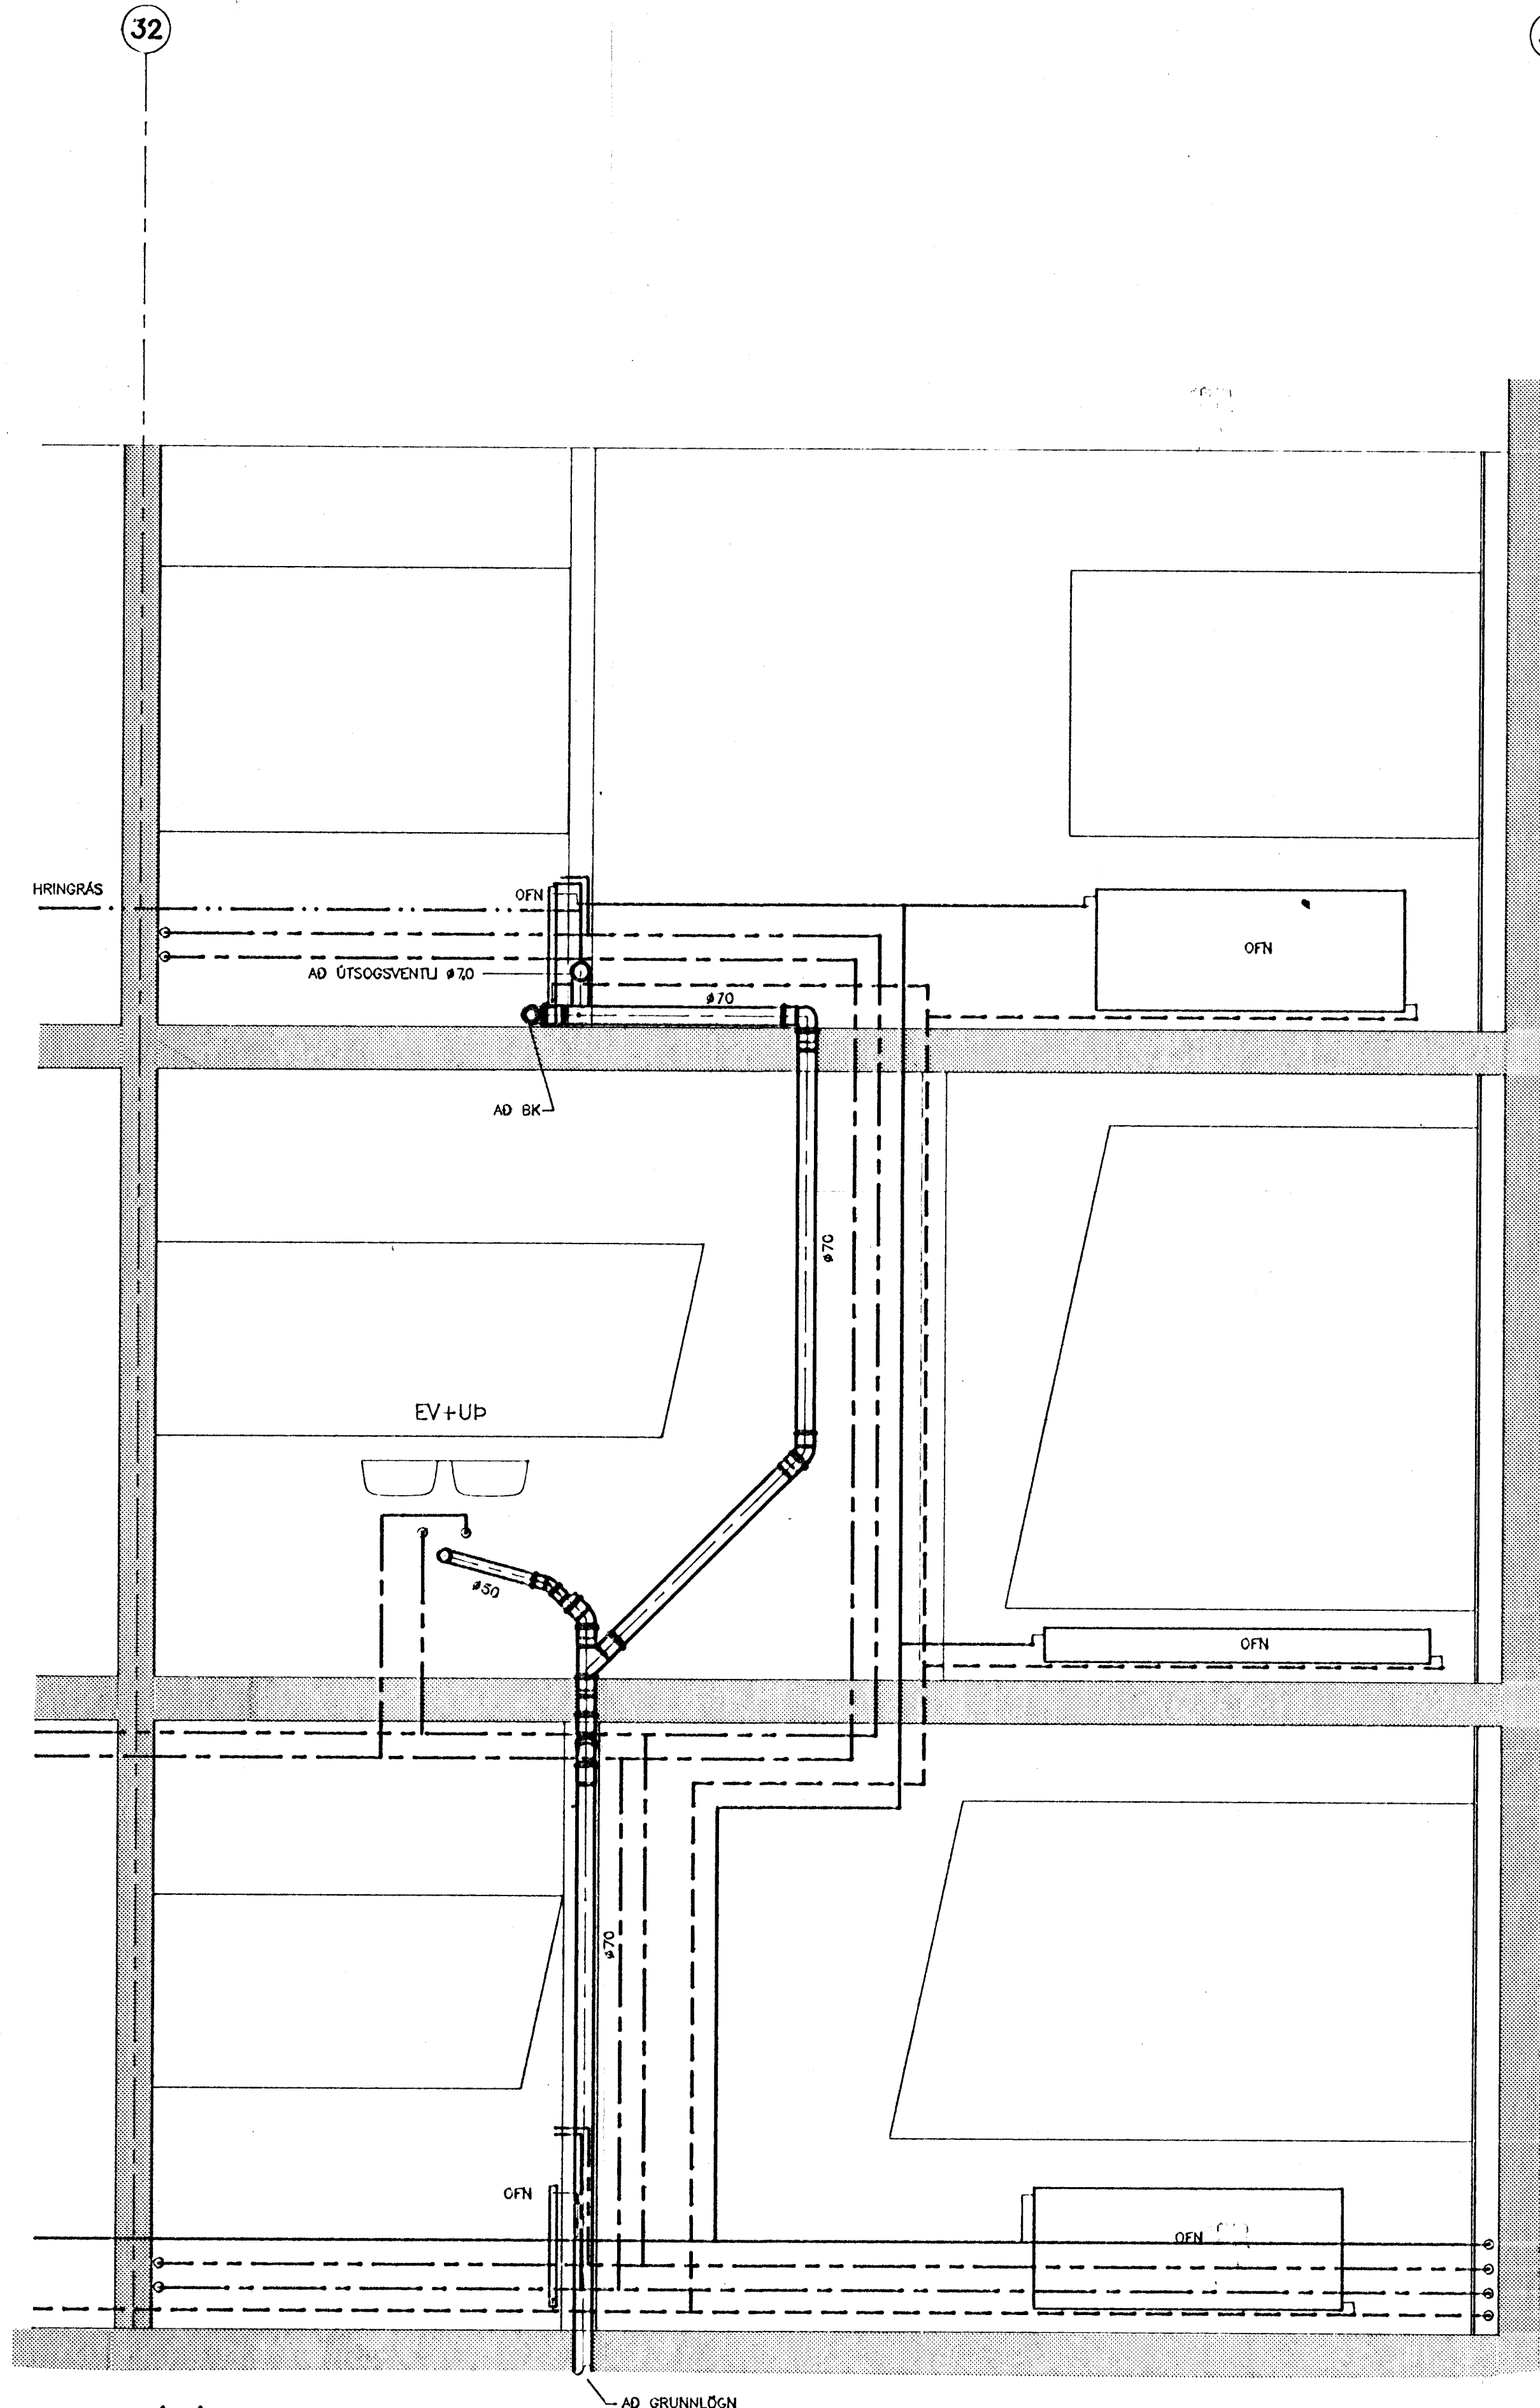 32
HRINGRÁS
OFN
OFN
AÐ ÚTSOGSVENTLI ø70
ø70
AÐ BK
ø70
EV+UÞ
ø50
OFN
ø70
OFN
OFN
AÐ GRUNNLÖGN